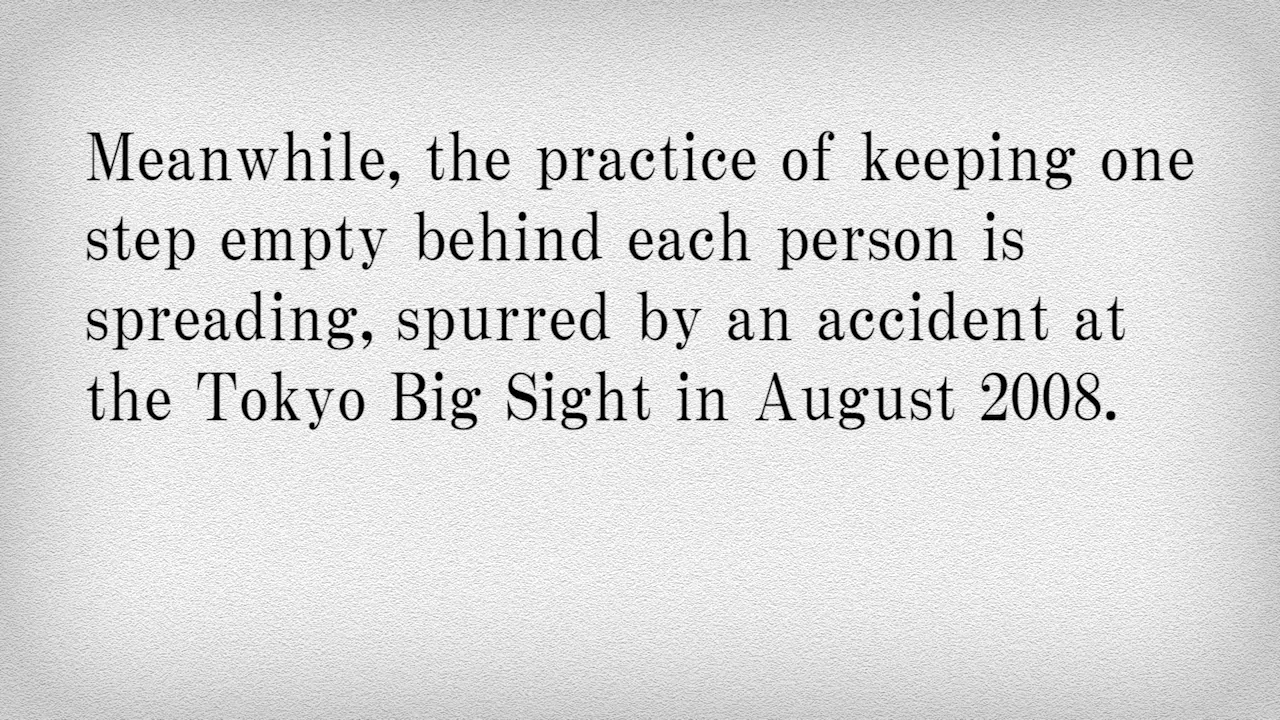 Meanwhile, the practice of keeping one
step empty behind each person is
spreading, spurred by an accident at
the Tokyo Big Sight in August 2008.